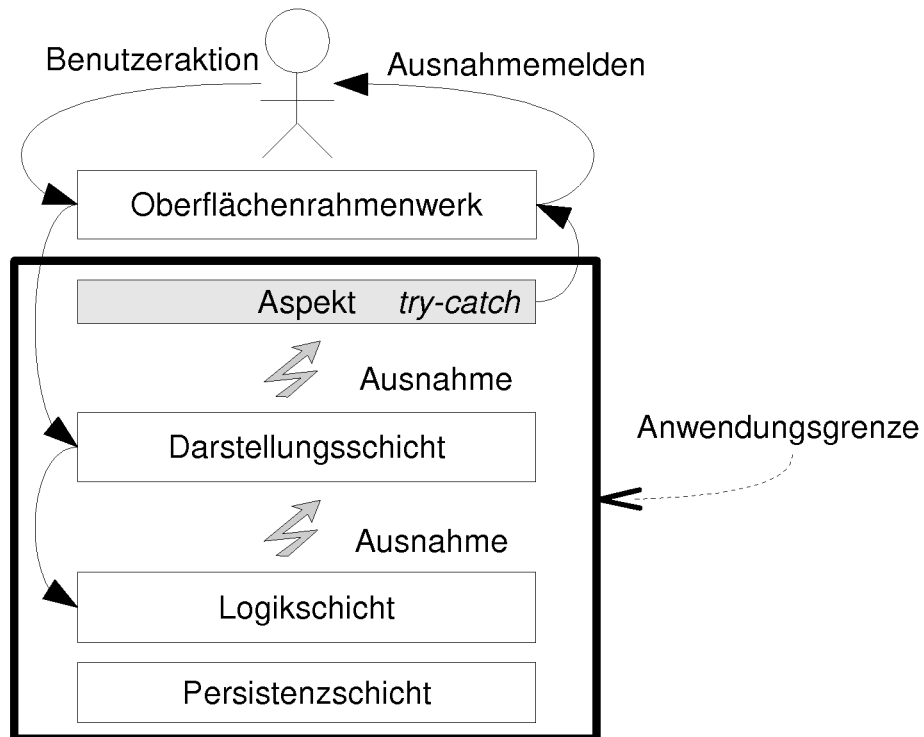 Benutzeraktion
Ausnahmemelden
Oberflächenrahmenwerk
Aspekt try-catch
Ausnahme
Darstellungsschicht
Anwendungsgrenze
Ausnahme
Logikschicht
Persistenzschicht